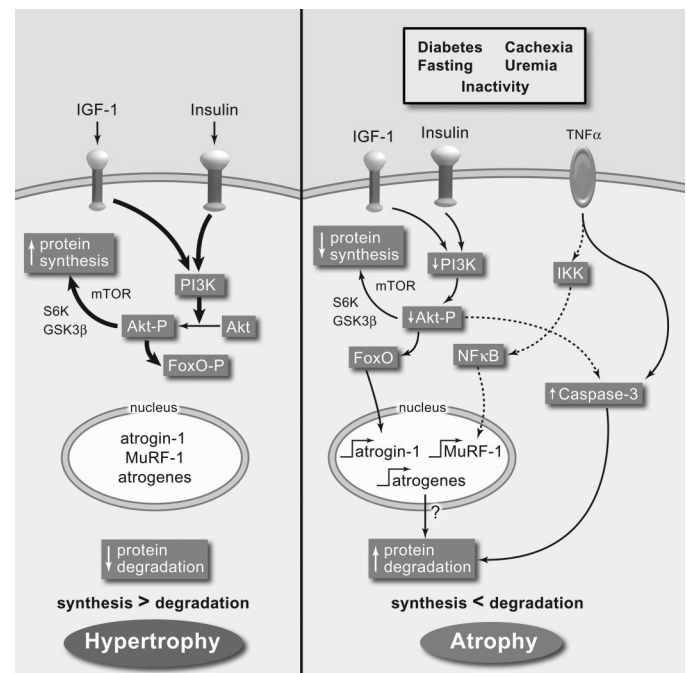 IGF-1
Insulin
↑ protein
synthesis
mTOR
PI3K
S6K
GSK3β
Akt-P
Akt
FoxO-P
nucleus
atrogin-1
MuRF-1
atrogenes
↓ protein
degradation
synthesis > degradation
Hypertrophy
Diabetes Cachexia
Fasting Uremia
Inactivity
IGF-1
Insulin
TNFα
↓ protein
synthesis
↓PI3K
IKK
mTOR
S6K
GSK3β
↓Akt-P
FoxO
NFκB
↑Caspase-3
nucleus
atrogin-1
MuRF-1
atrogenes
?
↑ protein
degradation
synthesis < degradation
Atrophy